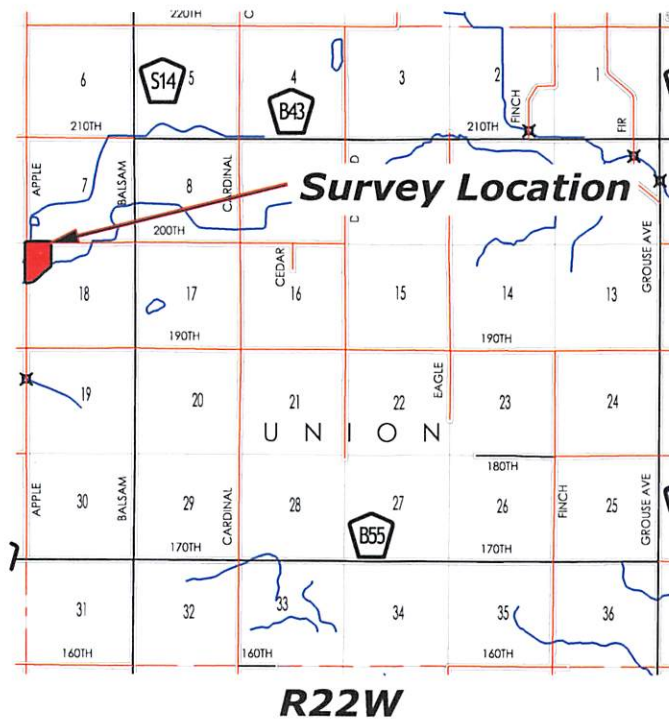 220TH C
6 S14 5 4 3 2 1
B43
210TH 210TH FINCH FIR
APPLE BALSAM CARDINAL D
7 8
Survey Location
200TH D GROUSE AVE
CEDAR
18 17 16 15 14 13
190TH 190TH
19 20 21 22 EAGLE 23 24
UNION
180TH
APPLE BALSAM CARDINAL FINCH GROUSE AVE
30 29 28 27 26 25
B55
170TH 170TH
31 32 33 34 35 36
160TH 160TH 160TH
R22W